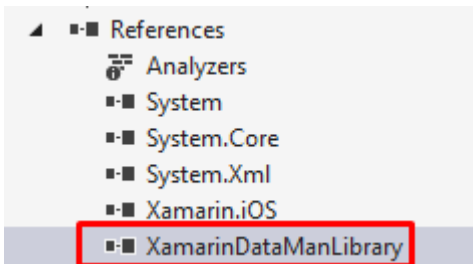 References
Analyzers
System
System.Core
System.Xml
Xamarin.iOS
XamarinDataManLibrary